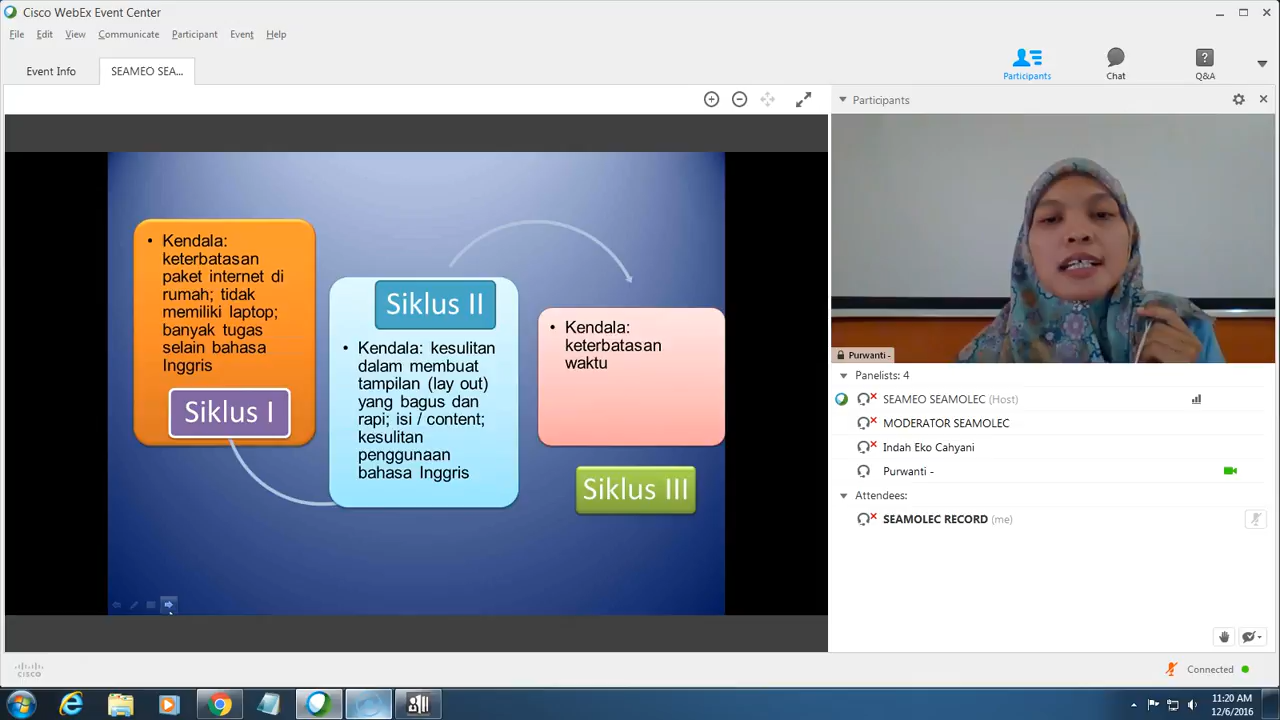 Cisco WebEx Event Center
File Edit View Communicate Participant Event Help
Event Info
SEAMEO SEA...
Participants
Chat
Q&A
Participants
• Kendala:
keterbatasan
paket internet di
rumah; tidak
memiliki laptop;
banyak tugas
selain bahasa
Inggris
Siklus I
Siklus II
• Kendala: kesulitan
dalam membuat
tampilan (lay out)
yang bagus dan
rapi; isi / content;
kesulitan
penggunaan
bahasa Inggris
• Kendala:
keterbatasan
waktu
Siklus III
Purwanti -
Panelists: 4
SEAMEO SEAMOLEC (Host)
MODERATOR SEAMOLEC
Indah Eko Cahyani
Purwanti -
Attendees:
SEAMOLEC RECORD (me)
CISCO
Connected
11:20 AM
12/6/2016